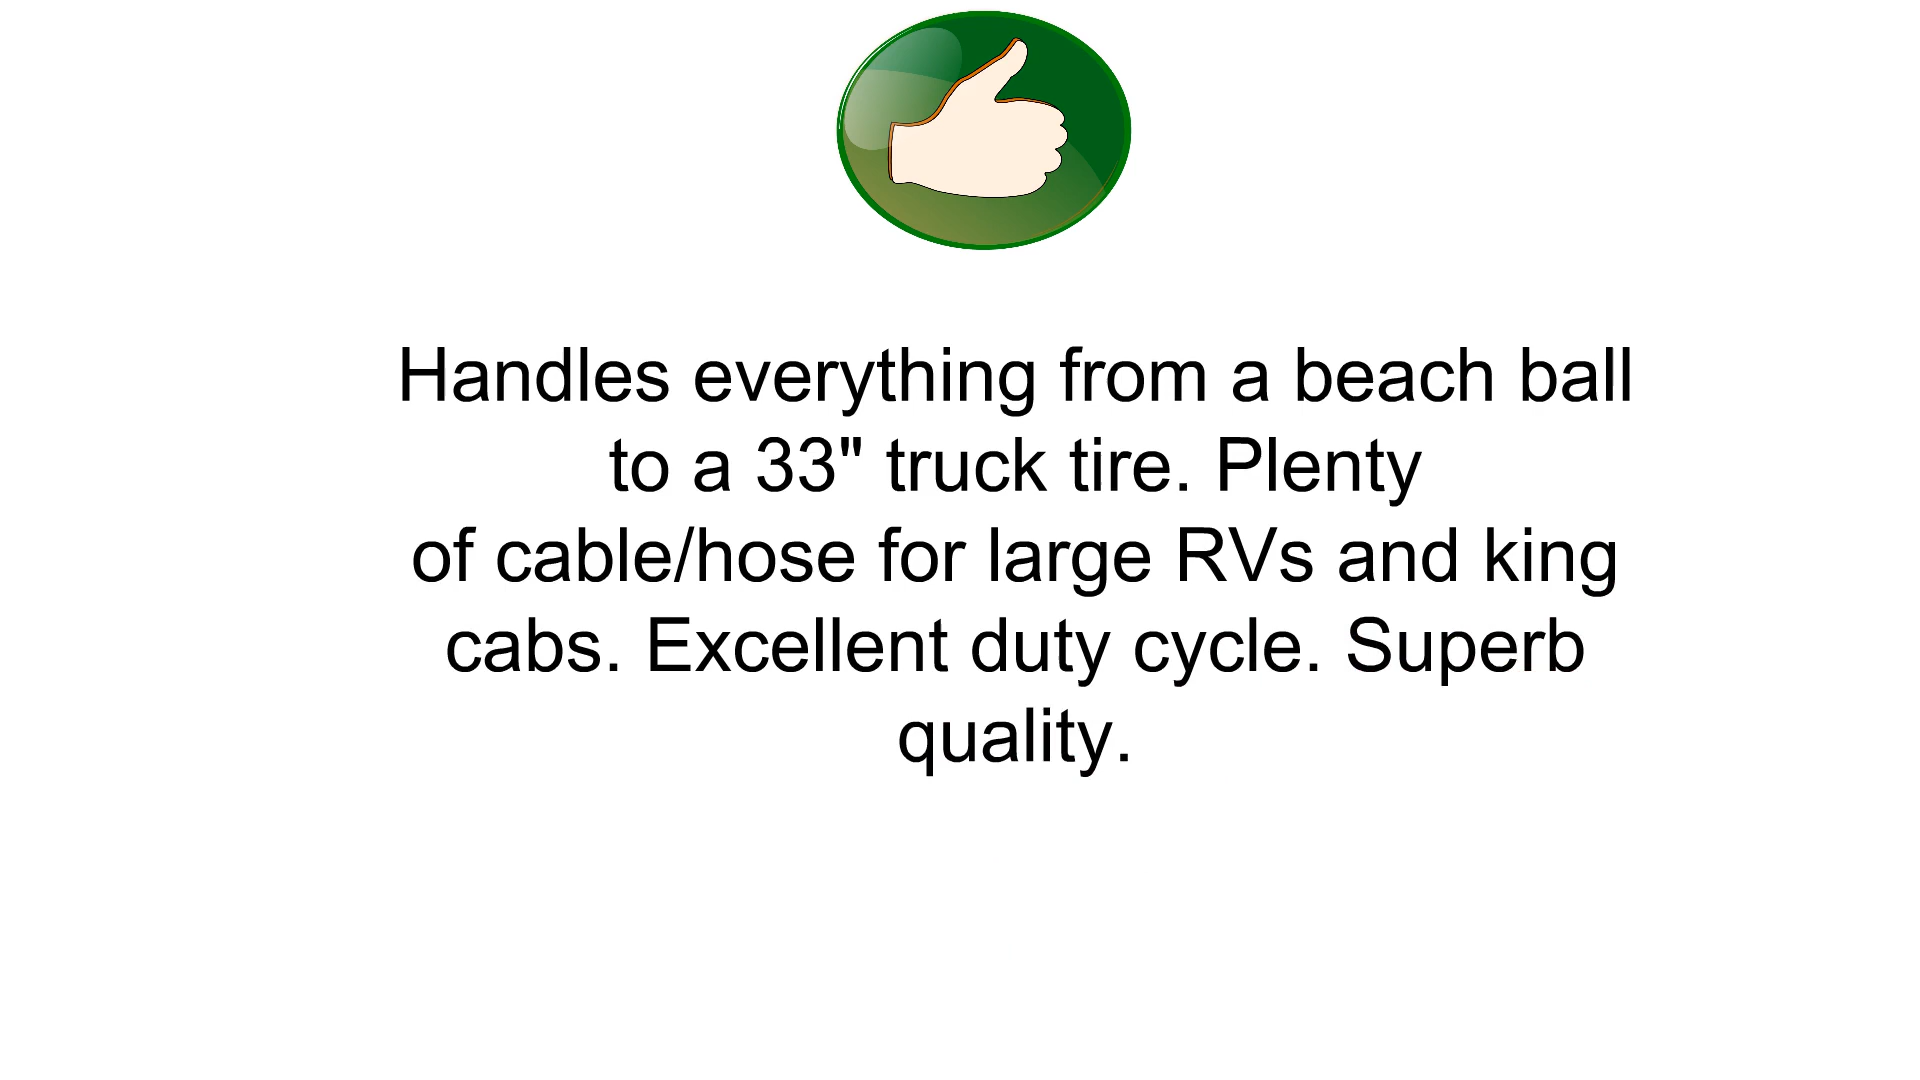 Handles everything from a beach ball
to a 33" truck tire. Plenty
of cable/hose for large RVs and king
cabs. Excellent duty cycle. Superb
quality.